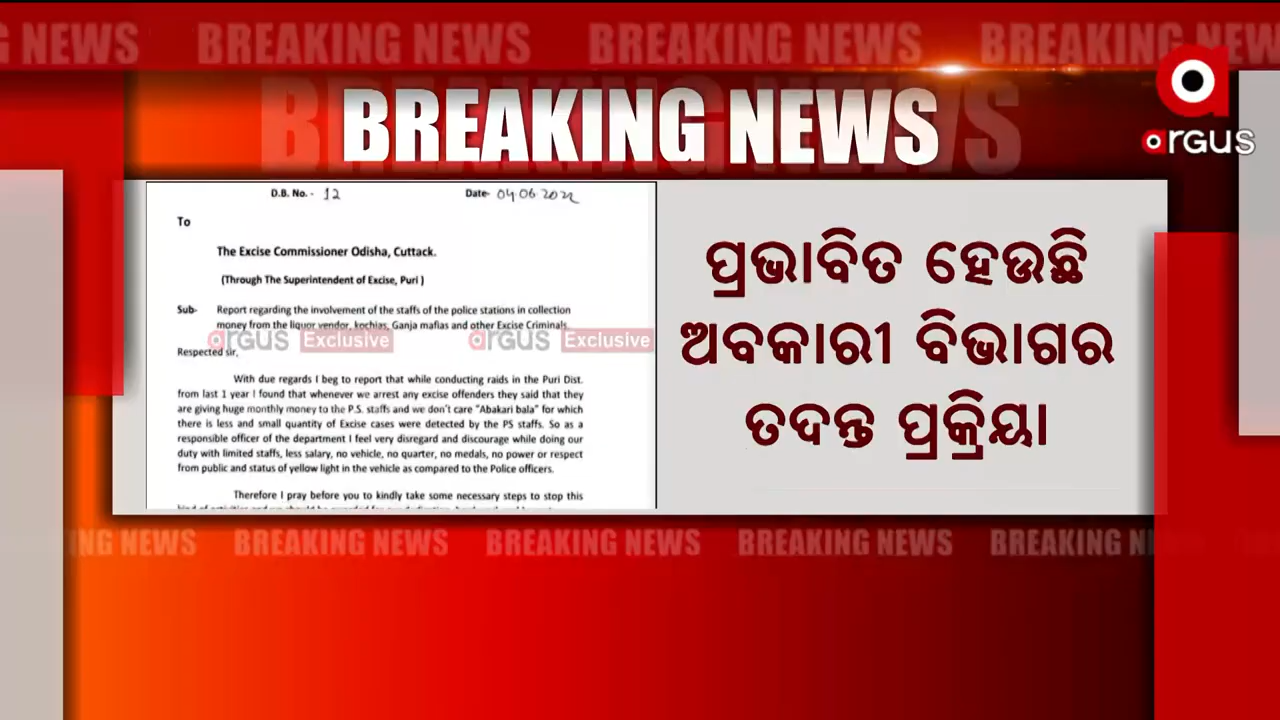 BREAKING NEWS BREAKING NEWS BREAKING NEWS
BREAKING NEWS
argus
D.B. No. - 12 Date- 04.06.2022
To
The Excise Commissioner Odisha, Cuttack.
(Through The Superintendent of Excise, Puri )
Sub- Report regarding the involvement of the staffs of the police stations in collection
money from the liquor vendor, kochias, Ganja mafias and other Excise Criminals.
argus Exclusive argus Exclusive
Respected sir,
With due regards I beg to report that while conducting raids in the Puri Dist.
from last 1 year I found that whenever we arrest any excise offenders they said that they
are giving huge monthly money to the P.S. staffs and we don't care "Abakari bala" for which
there is less and small quantity of Excise cases were detected by the PS staffs. So as a
responsible officer of the department I feel very disregard and discourage while doing our
duty with limited staffs, less salary, no vehicle, no quarter, no medals, no power or respect
from public and status of yellow light in the vehicle as compared to the Police officers.
Therefore I pray before you to kindly take some necessary steps to stop this
ପ୍ରଭାବିତ ହେଉଛି
ଅବକାରୀ ବିଭାଗର
ତଦନ୍ତ ପ୍ରକ୍ରିୟା
NG NEWS BREAKING NEWS BREAKING NEWS BREAKING NEWS BREAKING